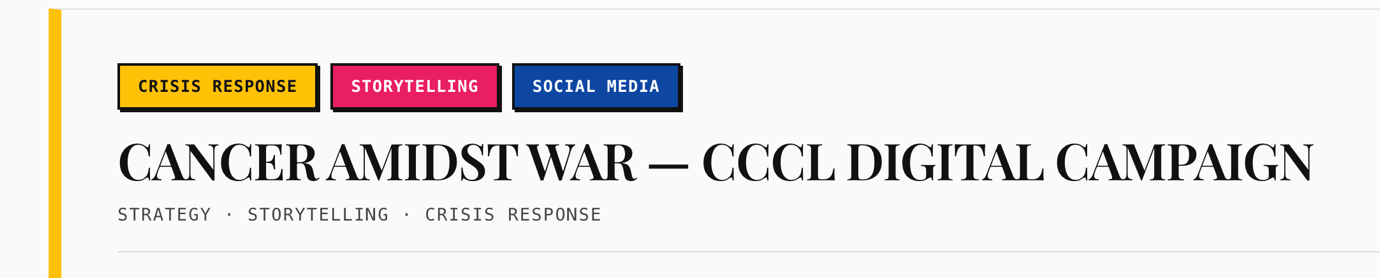 CRISIS RESPONSE STORYTELLING SOCIAL MEDIA
CANCER AMIDST WAR — CCCL DIGITAL CAMPAIGN
STRATEGY · STORYTELLING · CRISIS RESPONSE